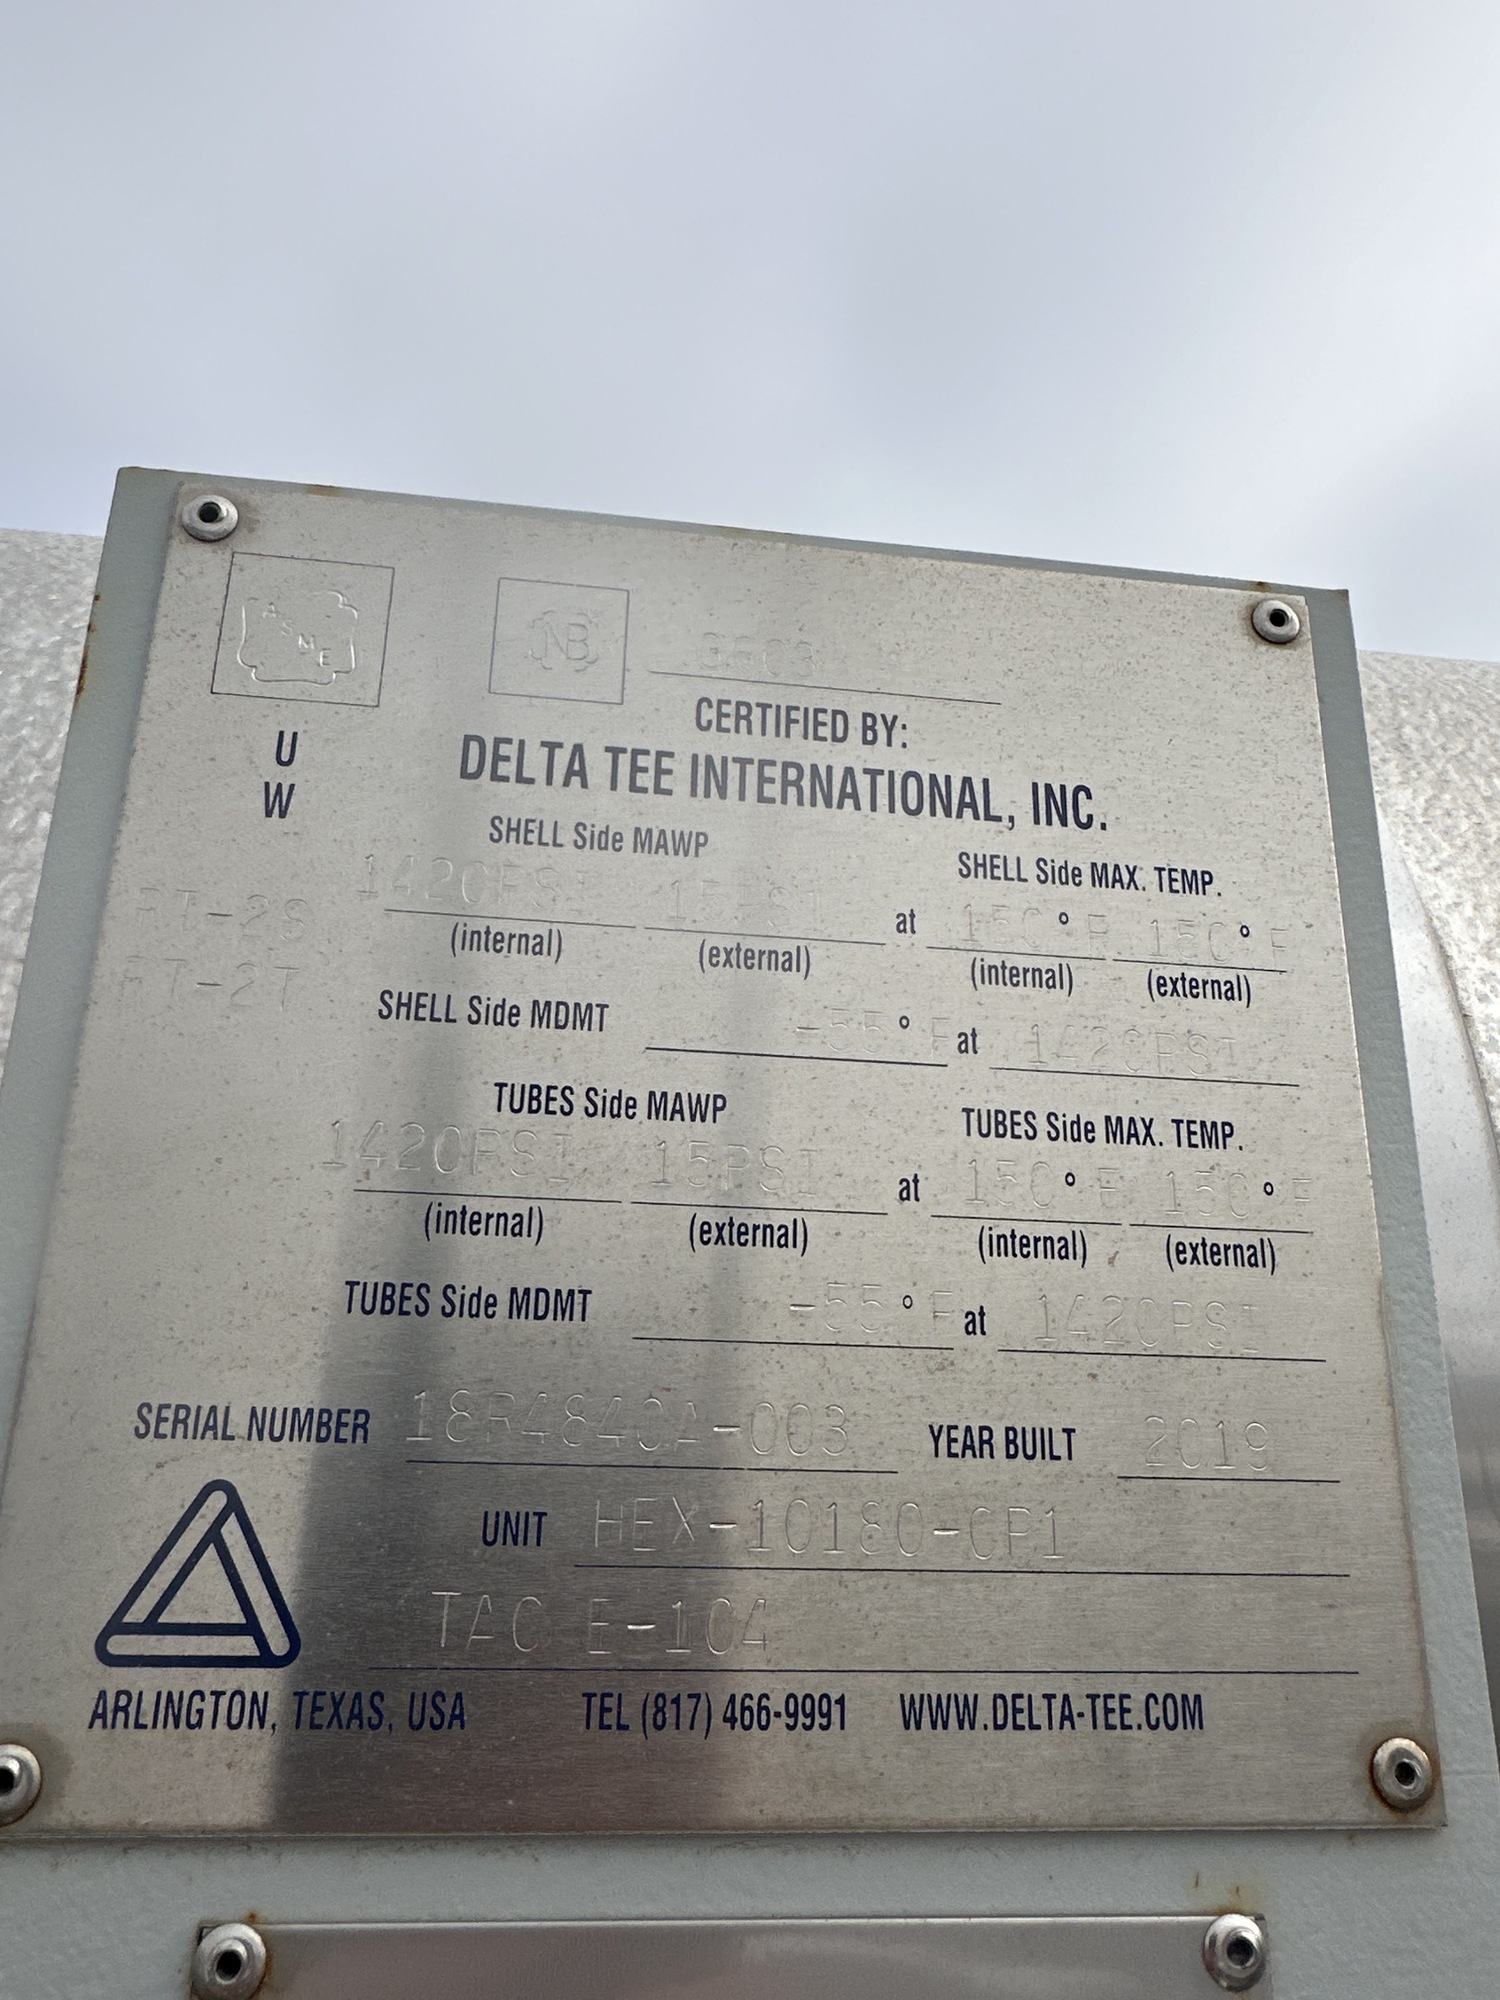 ASME NB
CERTIFIED BY:
U DELTA TEE INTERNATIONAL, INC.
W
SHELL Side MAWP SHELL Side MAX. TEMP.
RT-2S 1420PSI 15PSI at 150°F 150°F
(internal) (external) (internal) (external)
RT-2T
SHELL Side MDMT -55°F at 1420PSI
TUBES Side MAWP TUBES Side MAX. TEMP.
1420PSI 15PSI at 150°F 150°F
(internal) (external) (internal) (external)
TUBES Side MDMT -55°F at 1420PSI
SERIAL NUMBER YEAR BUILT 2019
UNIT HEX-10180-CP1
TAG E-104
ARLINGTON, TEXAS, USA TEL (817) 466-9991 WWW.DELTA-TEE.COM